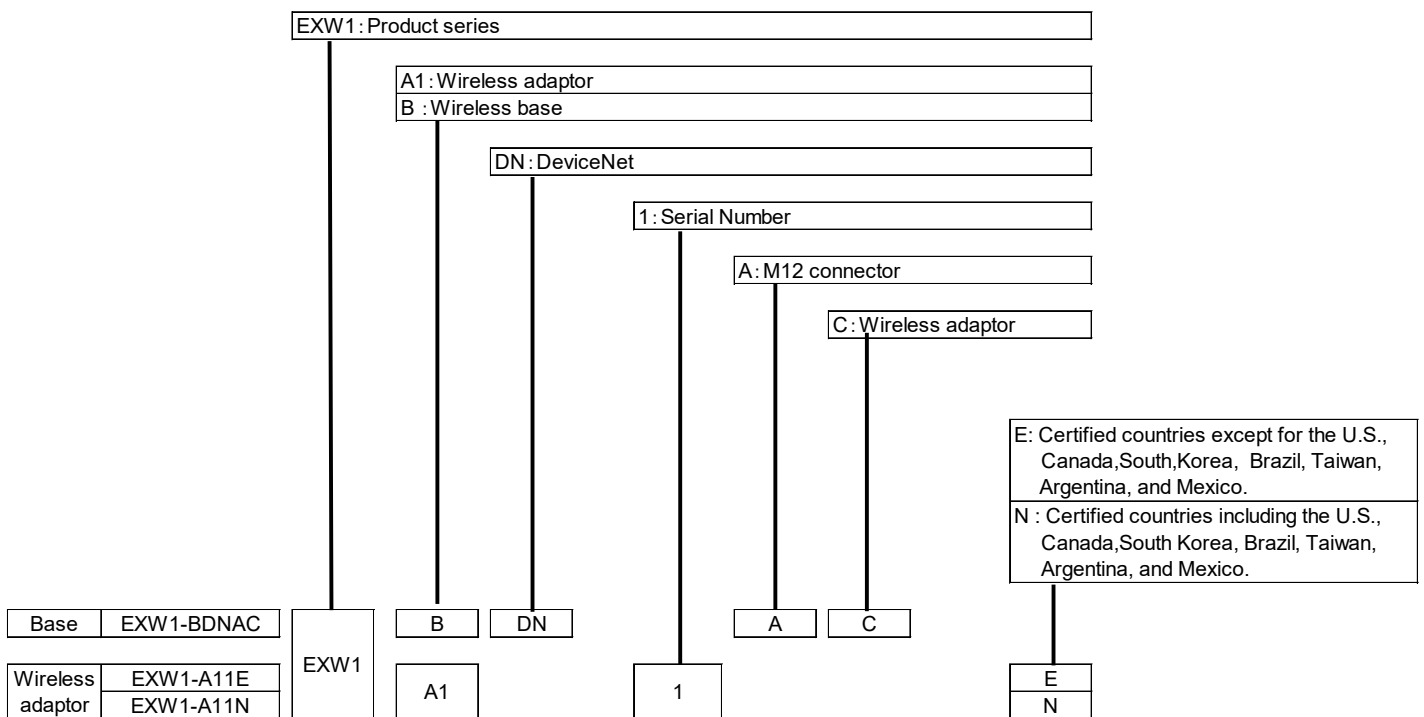 EXW1:Product series
A1:Wireless adaptor
B :Wireless base
DN:DeviceNet
1:Serial Number
A:M12 connector
C:Wireless adaptor
E: Certified countries except for the U.S.,
Canada,South,Korea, Brazil, Taiwan,
Argentina, and Mexico.
N : Certified countries including the U.S.,
Canada,South Korea, Brazil, Taiwan,
Argentina, and Mexico.
Base EXW1-BDNAC EXW1 B DN A C
Wireless adaptor EXW1-A11E A1 1 E
EXW1-A11N N